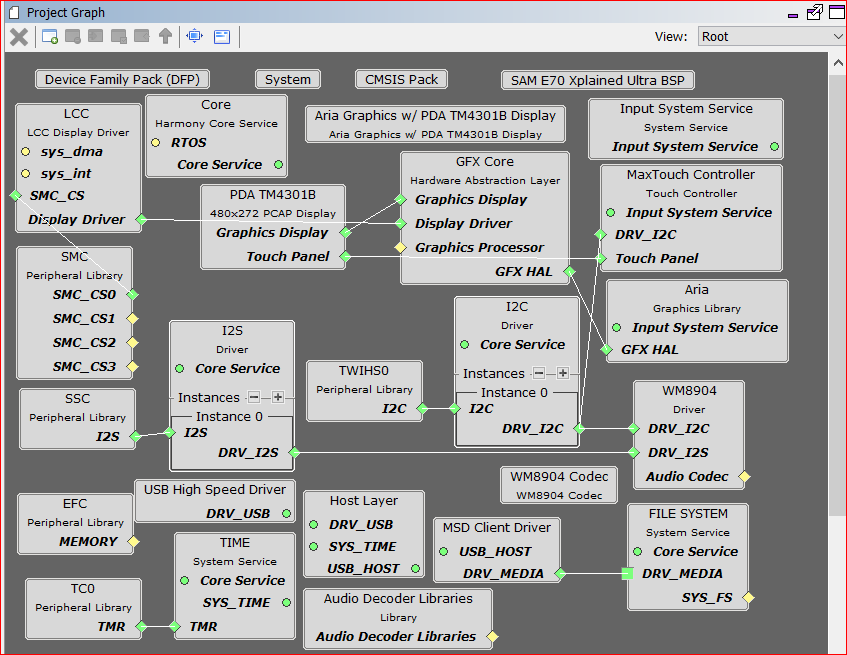 Project Graph
View: Root
Device Family Pack (DFP)
System
CMSIS Pack
SAM E70 Xplained Ultra BSP
LCC
LCC Display Driver
sys_dma
sys_int
SMC_CS
Display Driver
Core
Harmony Core Service
RTOS
Core Service
Aria Graphics w/ PDA TM4301B Display
Aria Graphics w/ PDA TM4301B Display
Input System Service
System Service
Input System Service
PDA TM4301B
480x272 PCAP Display
Graphics Display
Touch Panel
GFX Core
Hardware Abstraction Layer
Graphics Display
Display Driver
Graphics Processor
GFX HAL
MaxTouch Controller
Touch Controller
Input System Service
DRV_I2C
Touch Panel
SMC
Peripheral Library
SMC_CS0
SMC_CS1
SMC_CS2
SMC_CS3
Aria
Graphics Library
Input System Service
GFX HAL
I2S
Driver
Core Service
Instances
Instance 0
I2S
DRV_I2S
I2C
Driver
Core Service
Instances
Instance 0
I2C
DRV_I2C
TWIHS0
Peripheral Library
I2C
SSC
Peripheral Library
I2S
WM8904
Driver
DRV_I2C
DRV_I2S
Audio Codec
WM8904 Codec
WM8904 Codec
EFC
Peripheral Library
MEMORY
USB High Speed Driver
DRV_USB
Host Layer
DRV_USB
SYS_TIME
USB_HOST
MSD Client Driver
USB_HOST
DRV_MEDIA
FILE SYSTEM
System Service
Core Service
DRV_MEDIA
SYS_FS
TIME
System Service
Core Service
SYS_TIME
TMR
TC0
Peripheral Library
TMR
Audio Decoder Libraries
Library
Audio Decoder Libraries